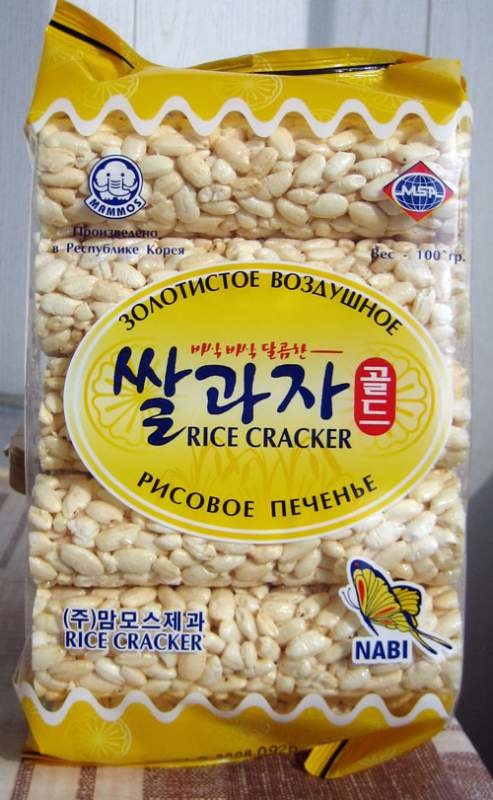 MAMMOS
MSA
Произведено
в Республике Корея
Вес - 100 гр.
ЗОЛОТИСТОЕ ВОЗДУШНОЕ
바삭바삭 달콤한
쌀과자
골드
RICE CRACKER
РИСОВОЕ ПЕЧЕНЬЕ
(주)맘모스제과
RICE CRACKER
NABI